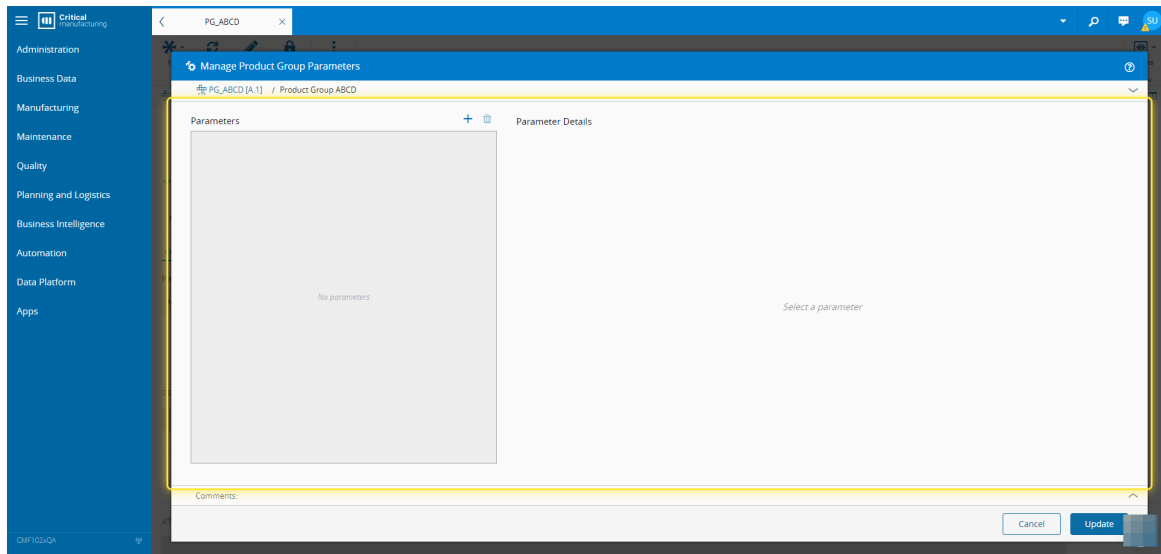 Critical
manufacturing
PG_ABCD
SU
Administration
Business Data
Manufacturing
Maintenance
Quality
Planning and Logistics
Business Intelligence
Automation
Data Platform
Apps
CMF102xQA
Manage Product Group Parameters
PG_ABCD [A.1] / Product Group ABCD
Parameters
Parameter Details
No parameters
Select a parameter
Comments:
Cancel
Update